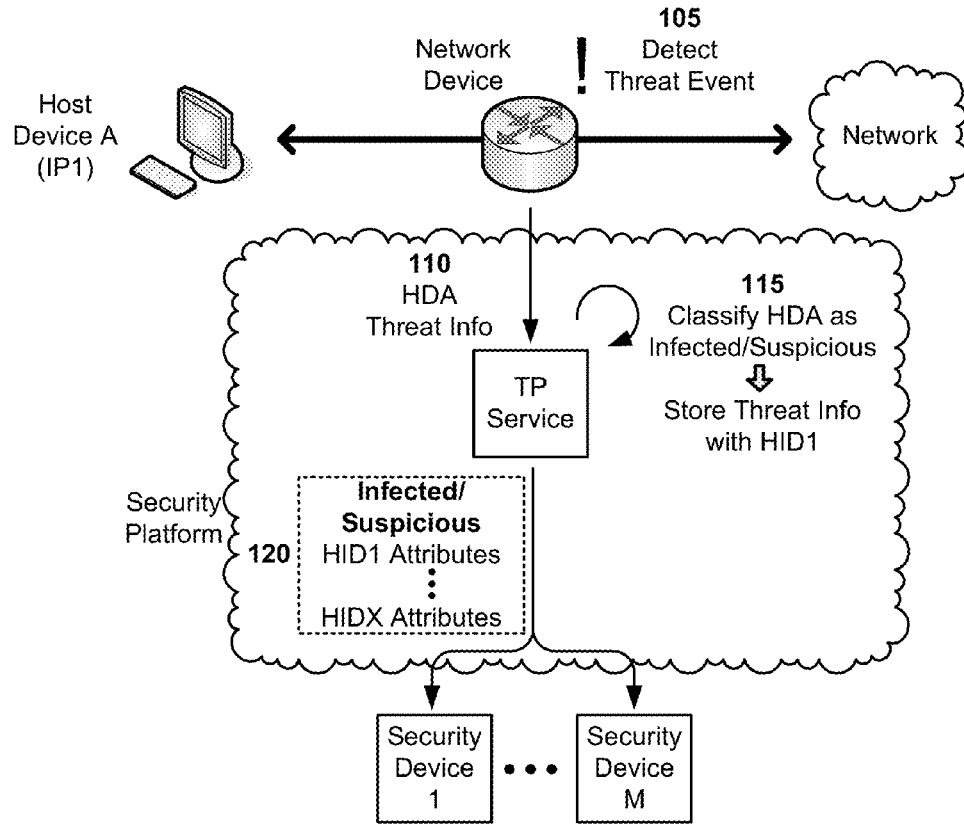 105
Detect
Threat Event
Network
Device
!
Host
Device A
(IP1)
Network
110
HDA
Threat Info
115
Classify HDA as
Infected/Suspicious
Store Threat Info
with HID1
TP
Service
Security
Platform
120
Infected/
Suspicious
HID1 Attributes
HIDX Attributes
Security
Device
1
Security
Device
M